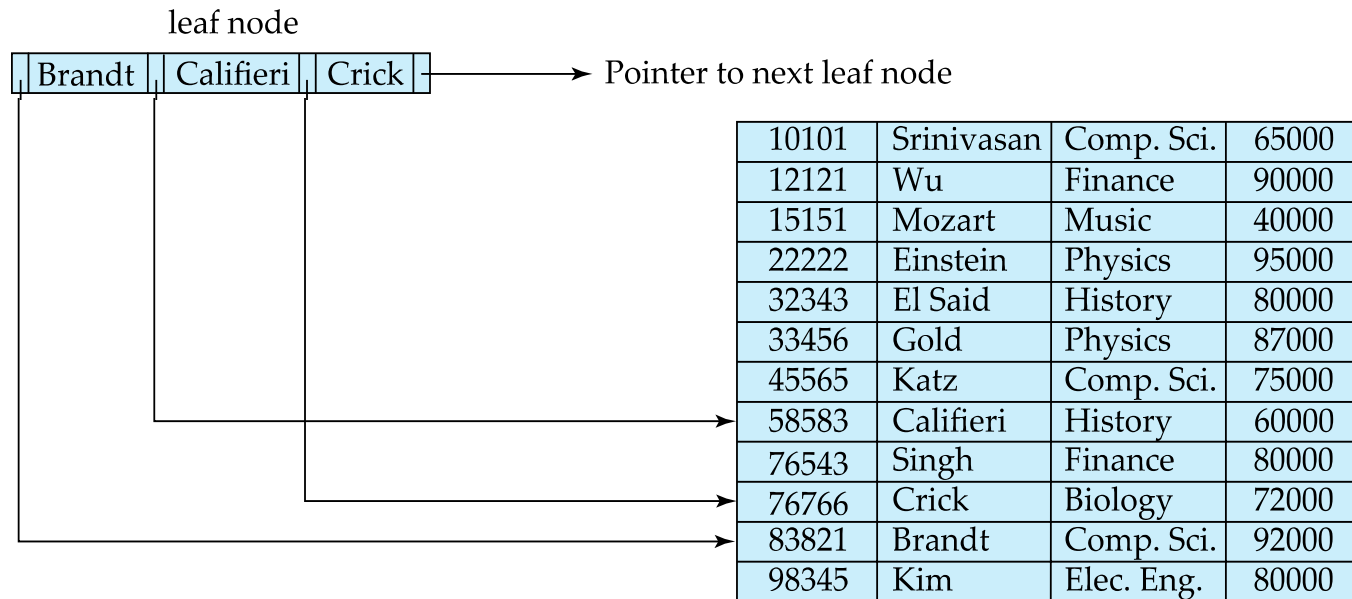 leaf node
Brandt Califieri Crick Pointer to next leaf node
10101 Srinivasan Comp. Sci. 65000
12121 Wu Finance 90000
15151 Mozart Music 40000
22222 Einstein Physics 95000
32343 El Said History 80000
33456 Gold Physics 87000
45565 Katz Comp. Sci. 75000
58583 Califieri History 60000
76543 Singh Finance 80000
76766 Crick Biology 72000
83821 Brandt Comp. Sci. 92000
98345 Kim Elec. Eng. 80000